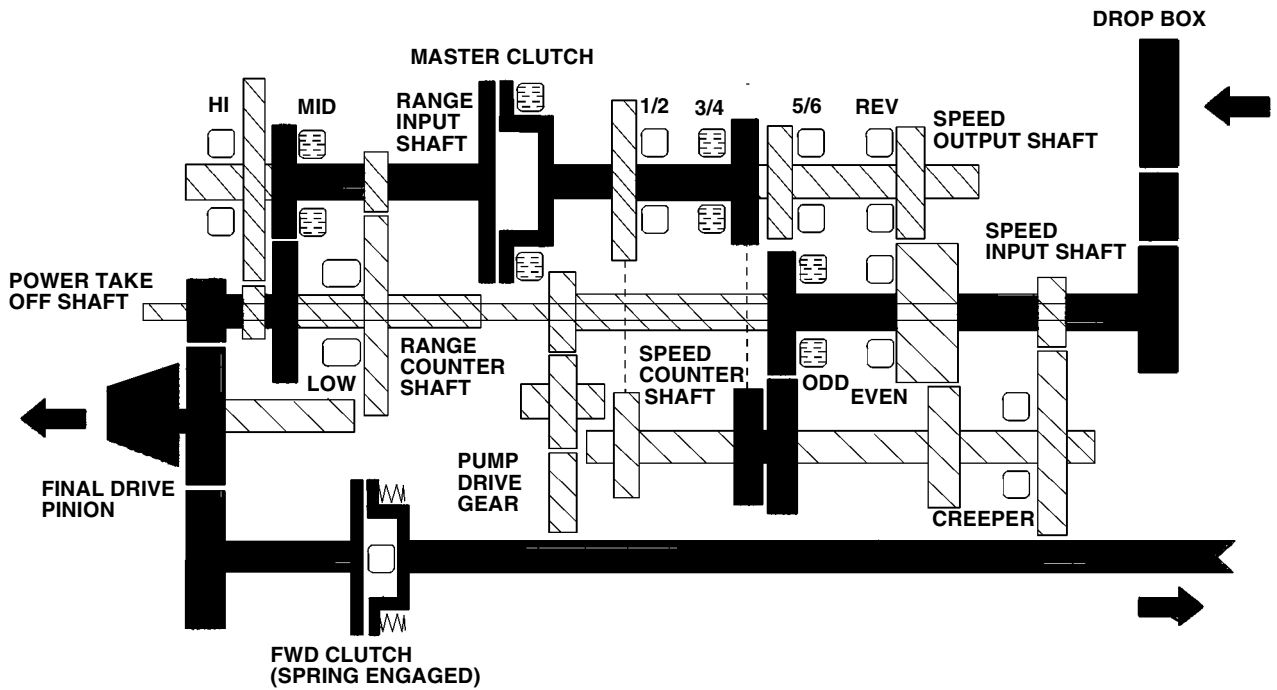 DROP BOX
MASTER CLUTCH
HI
MID
RANGE
INPUT
SHAFT
1/2
3/4
5/6
REV
SPEED
OUTPUT SHAFT
SPEED
INPUT SHAFT
POWER TAKE
OFF SHAFT
LOW
RANGE
COUNTER
SHAFT
SPEED
COUNTER
SHAFT
ODD
EVEN
FINAL DRIVE
PINION
PUMP
DRIVE
GEAR
CREEPER
FWD CLUTCH
(SPRING ENGAGED)